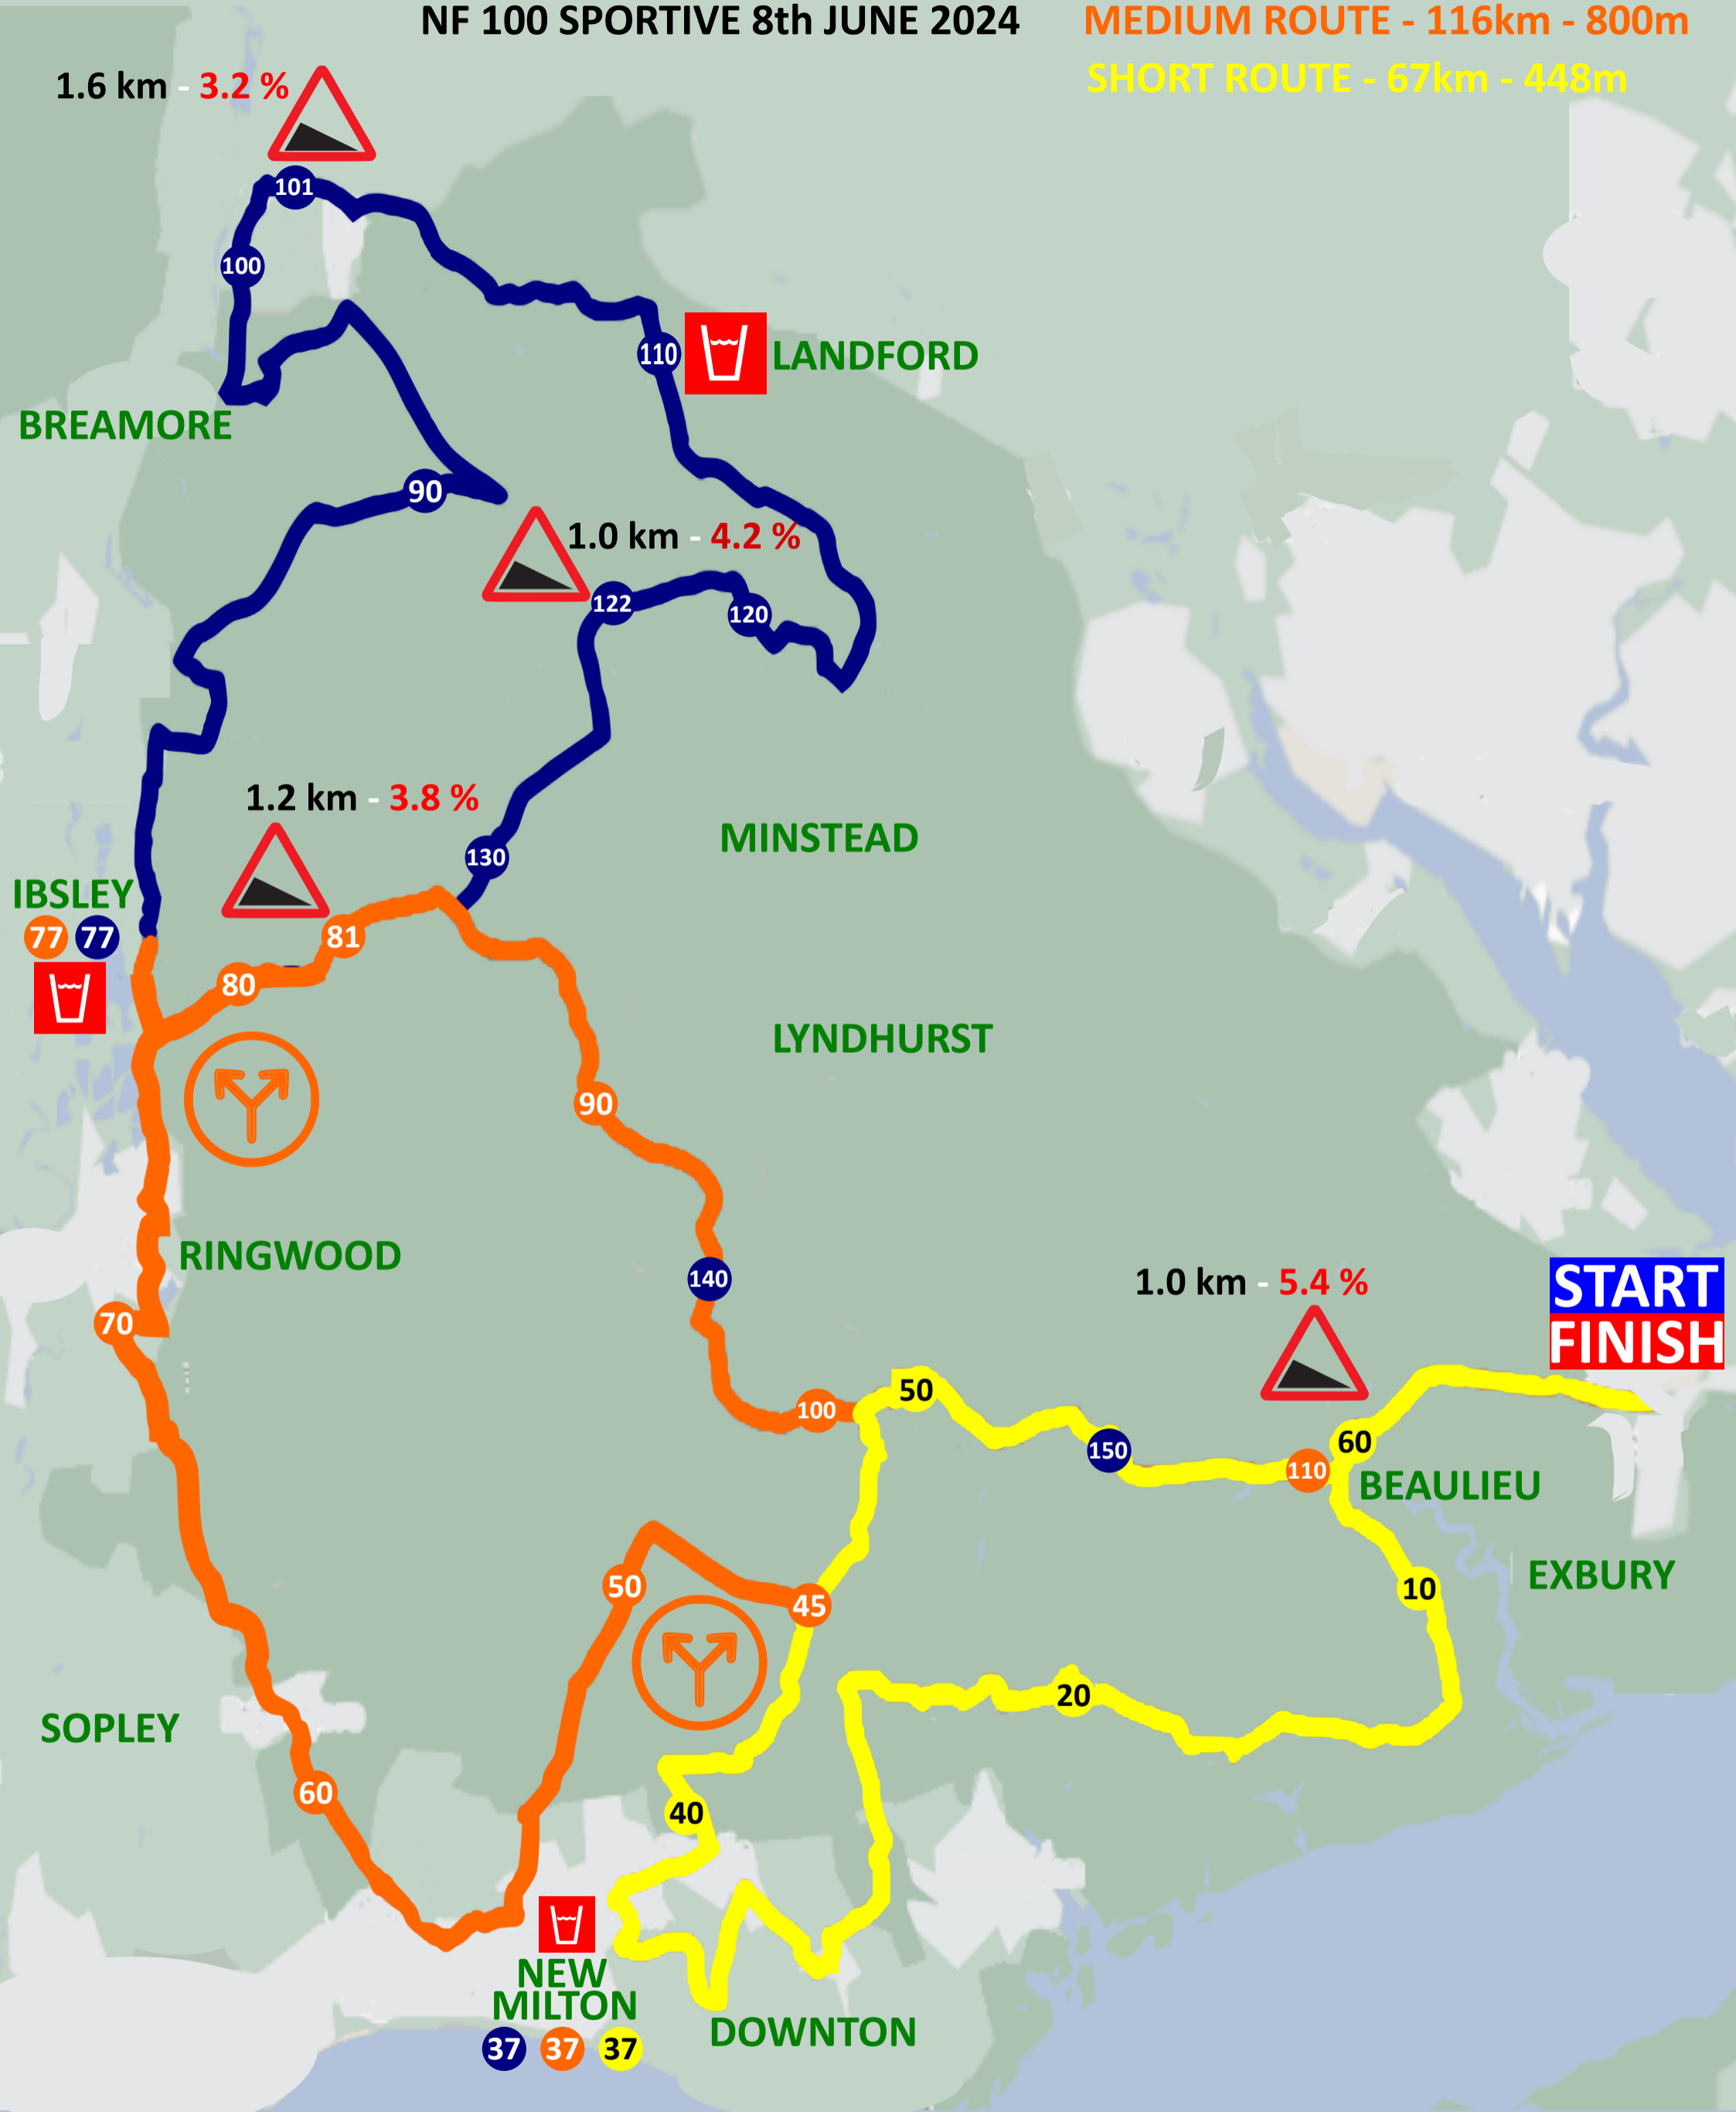 NF 100 SPORTIVE 8th JUNE 2024
MEDIUM ROUTE - 116km - 800m
SHORT ROUTE - 67km - 448m
1.6 km - 3.2 %
101
100
110
LANDFORD
BREAMORE
90
1.0 km - 4.2 %
122
120
1.2 km - 3.8 %
MINSTEAD
130
IBSLEY
77 77
81
80
LYNDHURST
90
RINGWOOD
140
1.0 km - 5.4 %
START
FINISH
70
50
100
60
150
110
BEAULIEU
EXBURY
50
10
45
20
SOPLEY
60
40
NEW
MILTON
DOWNTON
37 37 37